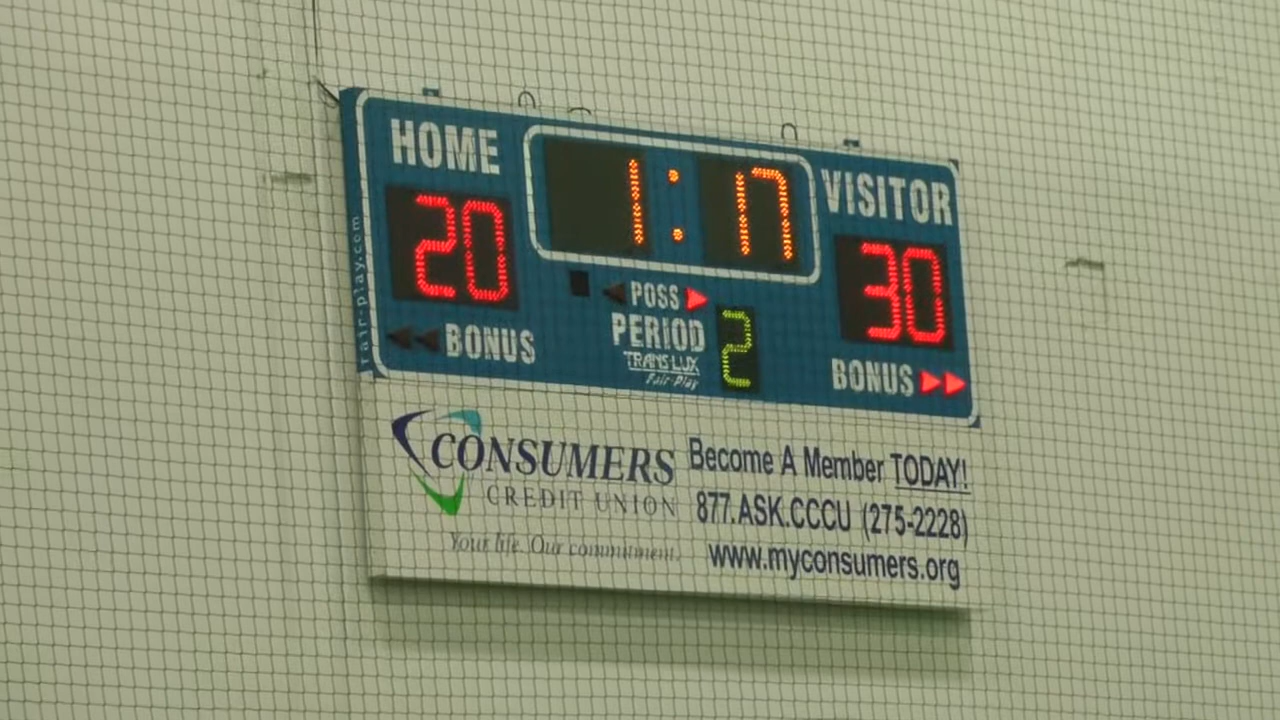 HOME
1:17
VISITOR
20
30
POSS
PERIOD
2
TRANS-LUX
Fair-Play
BONUS
BONUS
fair-play.com
CONSUMERS
CREDIT UNION
Your life. Our commitment.
Become A Member TODAY!
877.ASK.CCCU (275-2228)
www.myconsumers.org